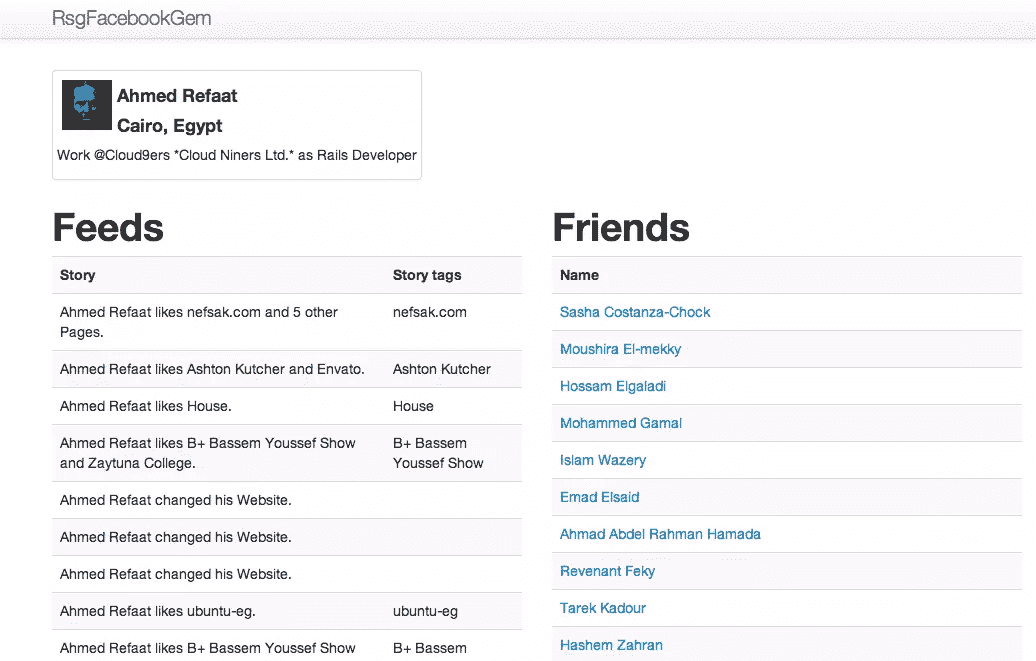 RsgFacebookGem
Ahmed Refaat
Cairo, Egypt
Work @Cloud9ers *Cloud Niners Ltd.* as Rails Developer
Feeds
Story Story tags
Ahmed Refaat likes nefsak.com and 5 other nefsak.com
Pages.
Ahmed Refaat likes Ashton Kutcher and Envato. Ashton Kutcher
Ahmed Refaat likes House. House
Ahmed Refaat likes B+ Bassem Youssef Show B+ Bassem
and Zaytuna College. Youssef Show
Ahmed Refaat changed his Website.
Ahmed Refaat changed his Website.
Ahmed Refaat changed his Website.
Ahmed Refaat likes ubuntu-eg. ubuntu-eg
Ahmed Refaat likes B+ Bassem Youssef Show B+ Bassem
Friends
Name
Sasha Costanza-Chock
Moushira El-mekky
Hossam Elgaladi
Mohammed Gamal
Islam Wazery
Emad Elsaid
Ahmad Abdel Rahman Hamada
Revenant Feky
Tarek Kadour
Hashem Zahran